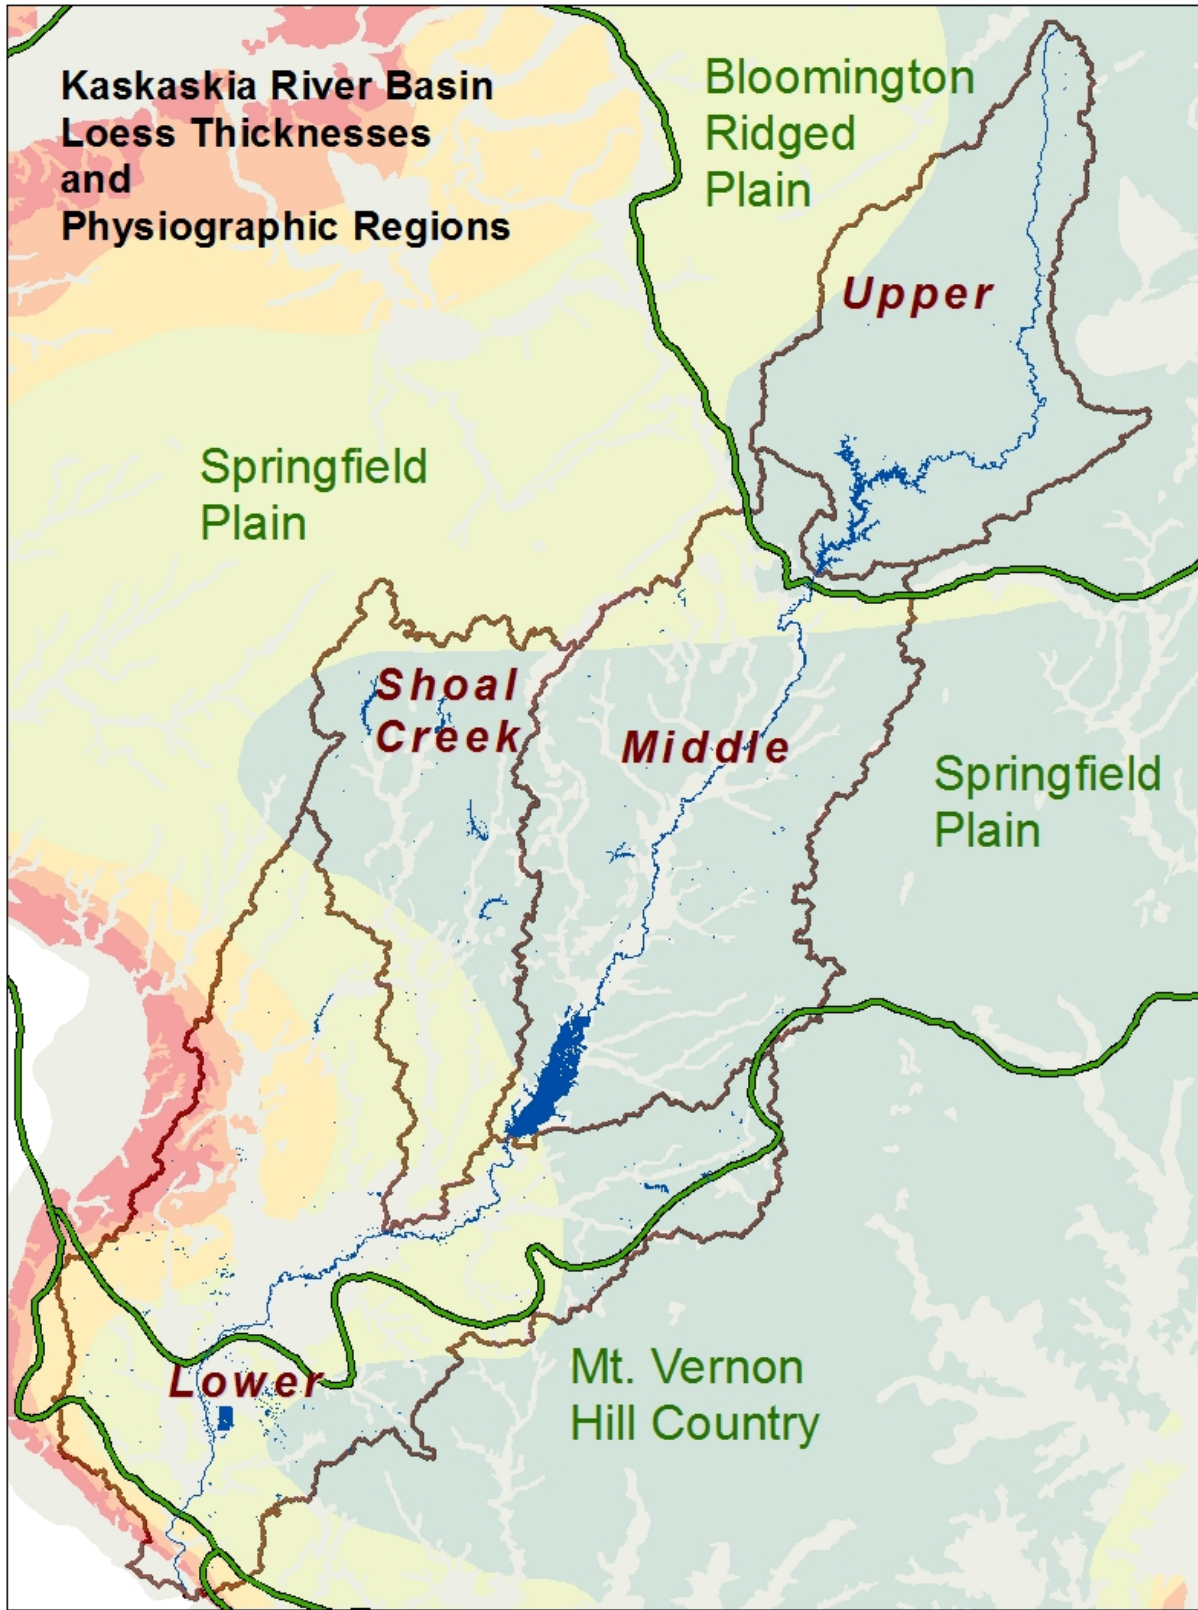 Kaskaskia River Basin
Loess Thicknesses
and
Physiographic Regions
Bloomington
Ridged
Plain
Upper
Springfield
Plain
Shoal
Creek
Middle
Springfield
Plain
Lower
Mt. Vernon
Hill Country